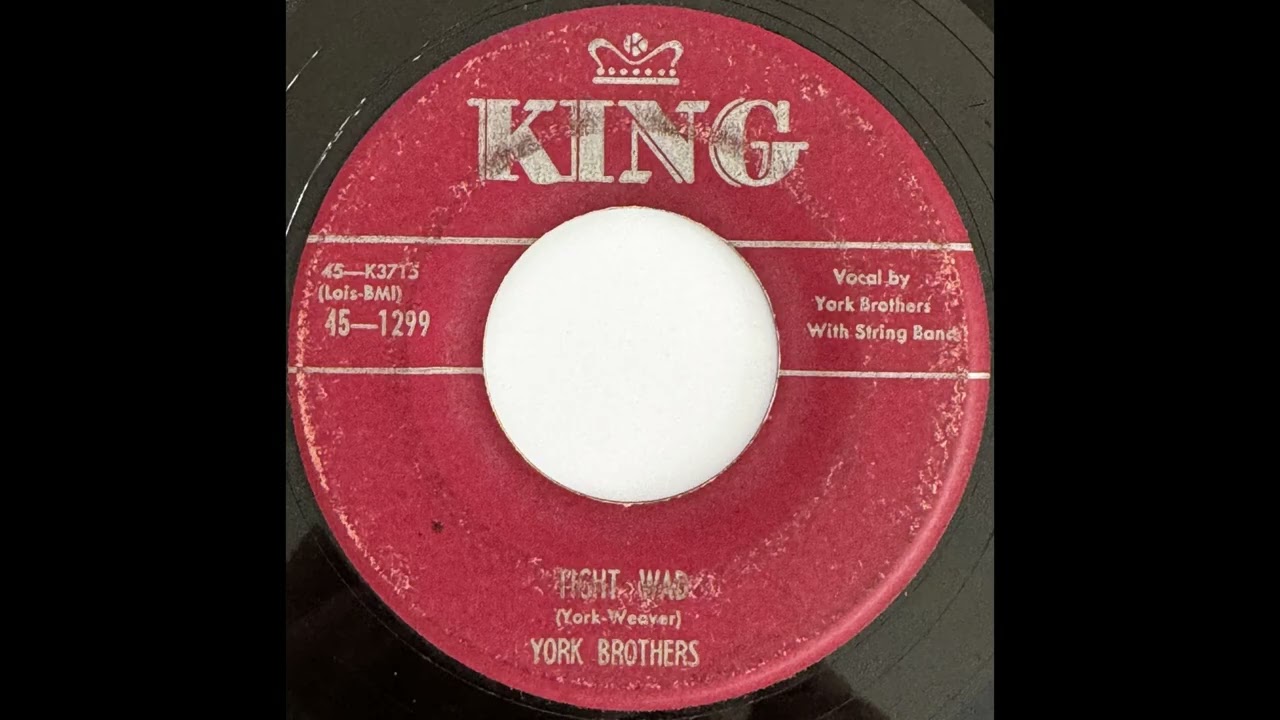 K
KING
45—K3715
(Lois-BMI)
45—1299
Vocal by
York Brothers
With String Band
TIGHT WAD
(York-Weaver)
YORK BROTHERS